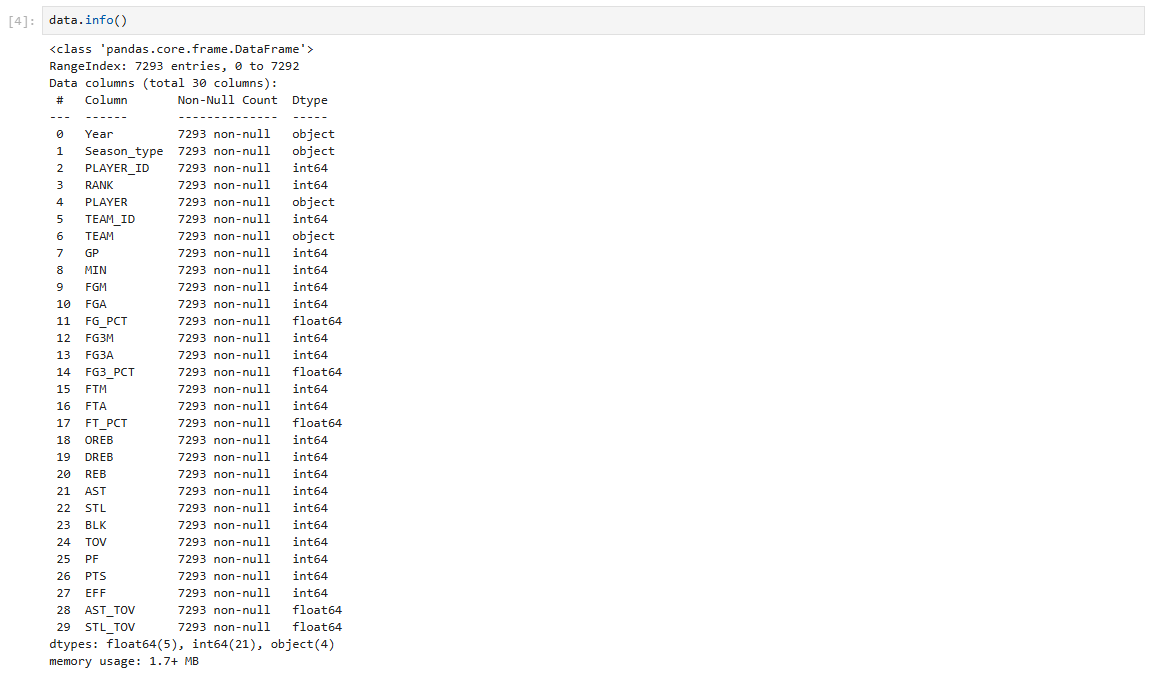 [4]: data.info()
<class 'pandas.core.frame.DataFrame'>
RangeIndex: 7293 entries, 0 to 7292
Data columns (total 30 columns):
 #   Column       Non-Null Count  Dtype
---  ------       --------------  -----
 0   Year         7293 non-null   object
 1   Season_type  7293 non-null   object
 2   PLAYER_ID    7293 non-null   int64
 3   RANK         7293 non-null   int64
 4   PLAYER       7293 non-null   object
 5   TEAM_ID      7293 non-null   int64
 6   TEAM         7293 non-null   object
 7   GP           7293 non-null   int64
 8   MIN          7293 non-null   int64
 9   FGM          7293 non-null   int64
 10  FGA          7293 non-null   int64
 11  FG_PCT       7293 non-null   float64
 12  FG3M         7293 non-null   int64
 13  FG3A         7293 non-null   int64
 14  FG3_PCT      7293 non-null   float64
 15  FTM          7293 non-null   int64
 16  FTA          7293 non-null   int64
 17  FT_PCT       7293 non-null   float64
 18  OREB         7293 non-null   int64
 19  DREB         7293 non-null   int64
 20  REB          7293 non-null   int64
 21  AST          7293 non-null   int64
 22  STL          7293 non-null   int64
 23  BLK          7293 non-null   int64
 24  TOV          7293 non-null   int64
 25  PF           7293 non-null   int64
 26  PTS          7293 non-null   int64
 27  EFF          7293 non-null   int64
 28  AST_TOV      7293 non-null   float64
 29  STL_TOV      7293 non-null   float64
dtypes: float64(5), int64(21), object(4)
memory usage: 1.7+ MB